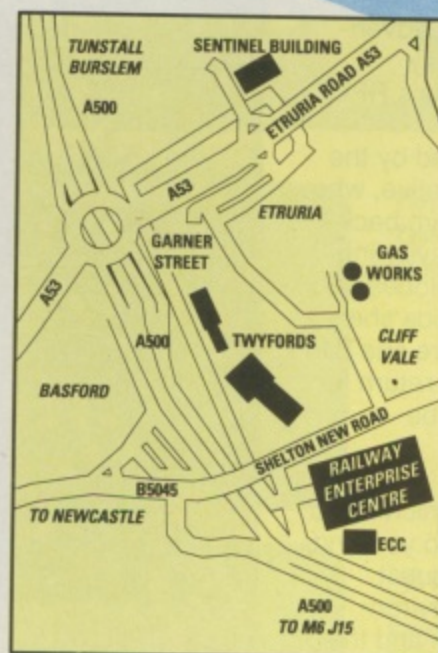 TUNSTALL
BURSLEM
SENTINEL BUILDING
A500
ETRURIA ROAD A53
A53
ETRURIA
GARNER
STREET
GAS
WORKS
A53
A500
TWYFORDS
CLIFF
VALE
BASFORD
SHELTON NEW ROAD
RAILWAY
ENTERPRISE
CENTRE
B5045
TO NEWCASTLE
ECC
A500
TO M6 J15